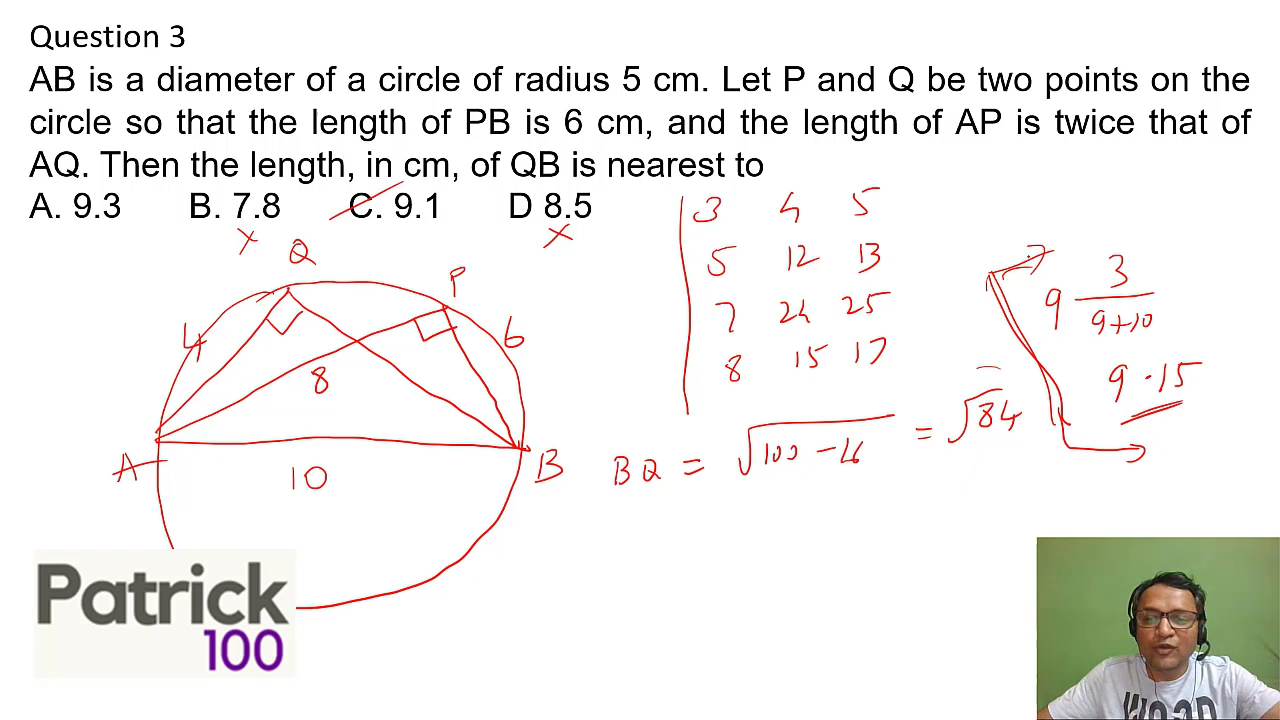 Question 3
AB is a diameter of a circle of radius 5 cm. Let P and Q be two points on the
circle so that the length of PB is 6 cm, and the length of AP is twice that of
AQ. Then the length, in cm, of QB is nearest to
A. 9.3 B. 7.8 C. 9.1 D 8.5
3 4 5
5 12 13
7 24 25
8 15 17
Q
P
4
6
8
A
10
B
BQ = √100 - 16 = √84
9 3/9+10
9.15
Patrick
100